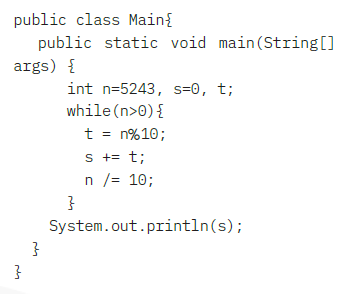 public class Main{
public static void main(String[]
args) {
int n=5243, s=0, t;
while(n>0){
t = n%10;
s += t;
n /= 10;
}
System.out.println(s);
}
}